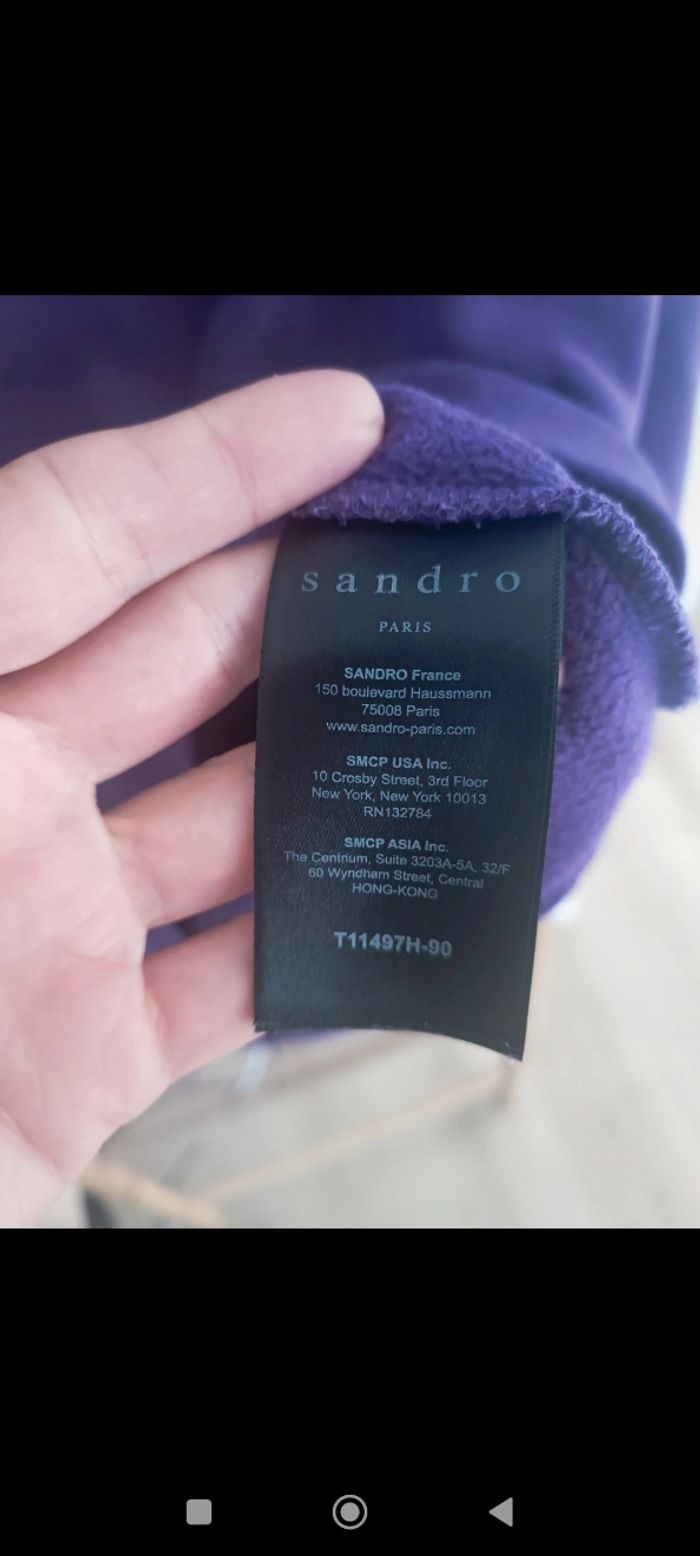 sandro
PARIS
SANDRO France
150 boulevard Haussmann
75008 Paris
www.sandro-paris.com
SMCP USA Inc.
10 Crosby Street, 3rd Floor
New York, New York 10013
RN132784
SMCP ASIA Inc.
The Centrium, Suite 3203A-5A, 32/F
60 Wyndham Street, Central
HONG-KONG
T11497H-90